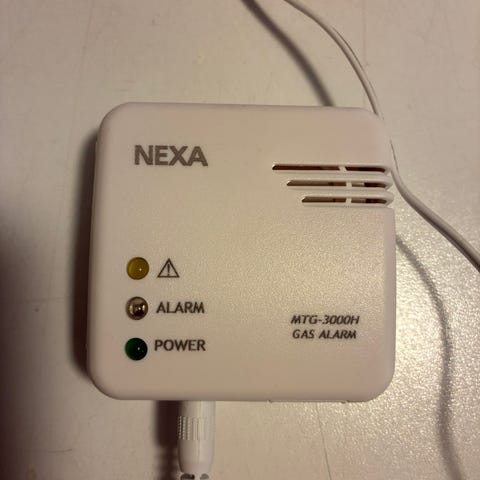 NEXA
⚠
ALARM
POWER
MTG-3000H
GAS ALARM